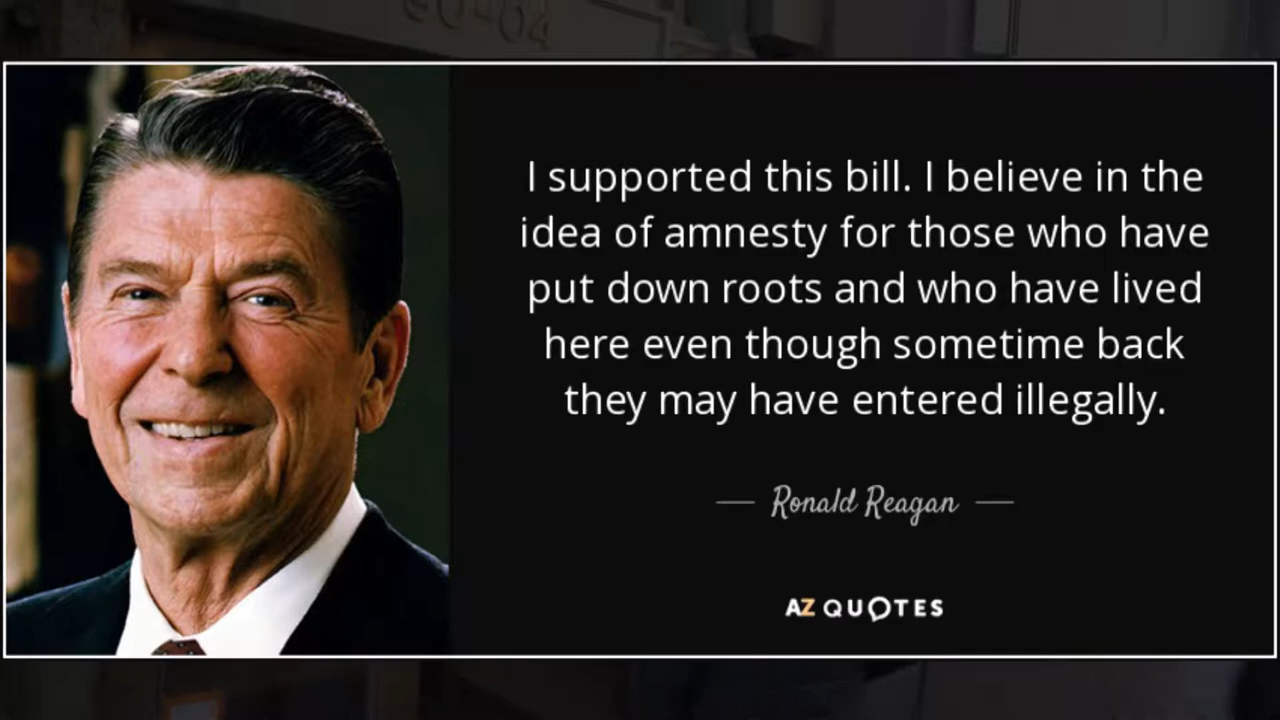 I supported this bill. I believe in the
idea of amnesty for those who have
put down roots and who have lived
here even though sometime back
they may have entered illegally.
Ronald Reagan
AZ QUOTES